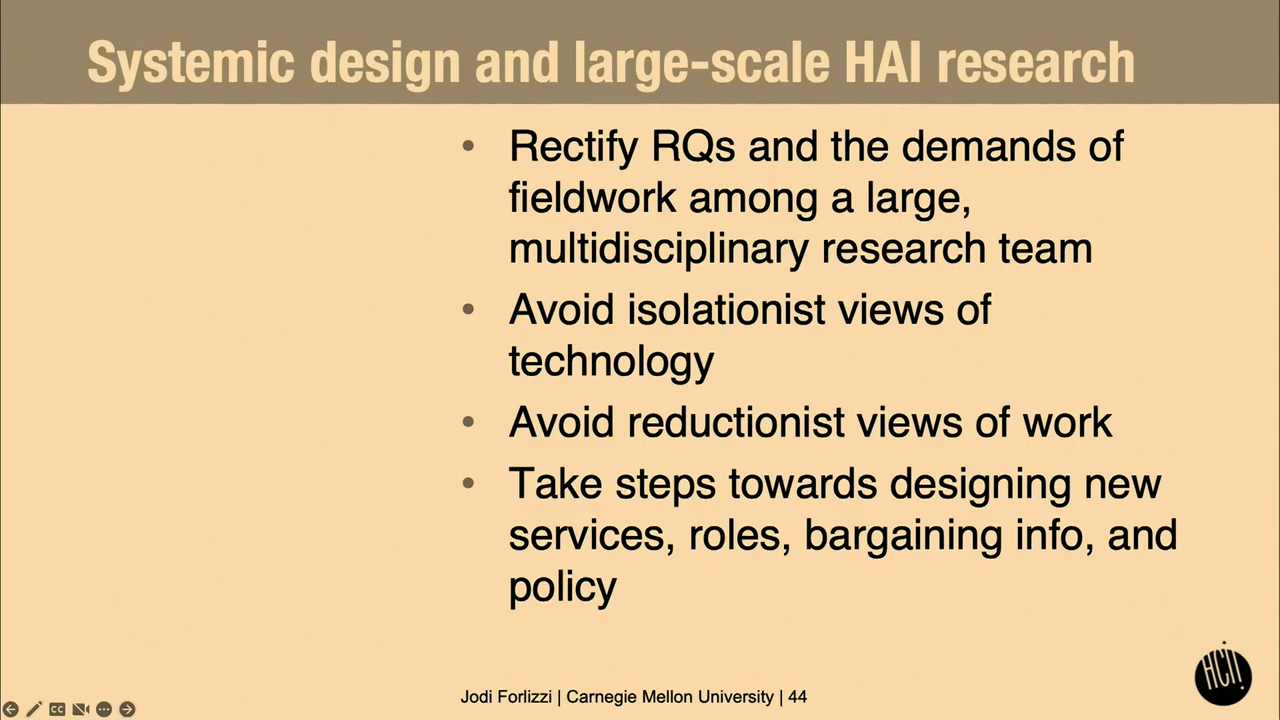 Systemic design and large-scale HAI research
• Rectify RQs and the demands of
fieldwork among a large,
multidisciplinary research team
• Avoid isolationist views of
technology
• Avoid reductionist views of work
• Take steps towards designing new
services, roles, bargaining info, and
policy
HCII
Jodi Forlizzi | Carnegie Mellon University | 44
CC